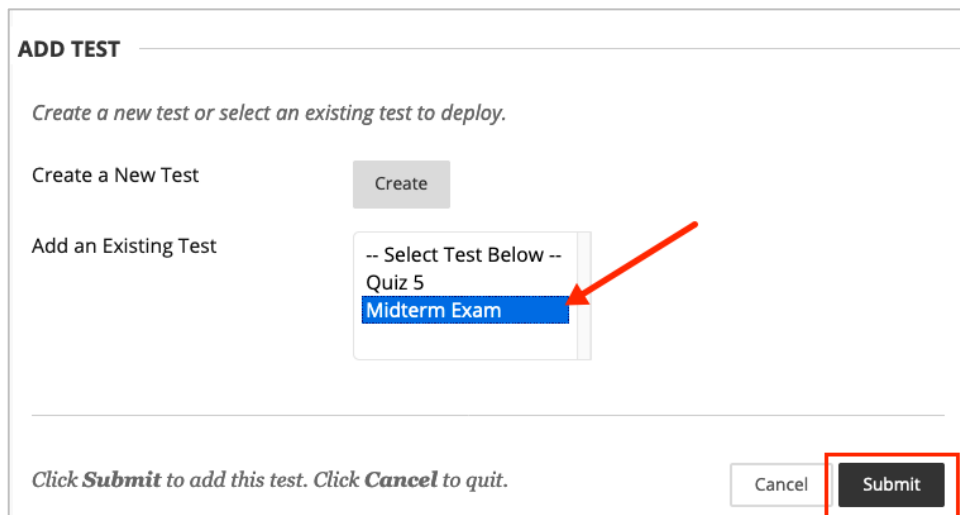 ADD TEST
Create a new test or select an existing test to deploy.
Create a New Test
Create
Add an Existing Test
-- Select Test Below --
Quiz 5
Midterm Exam
Click Submit to add this test. Click Cancel to quit.
Cancel
Submit